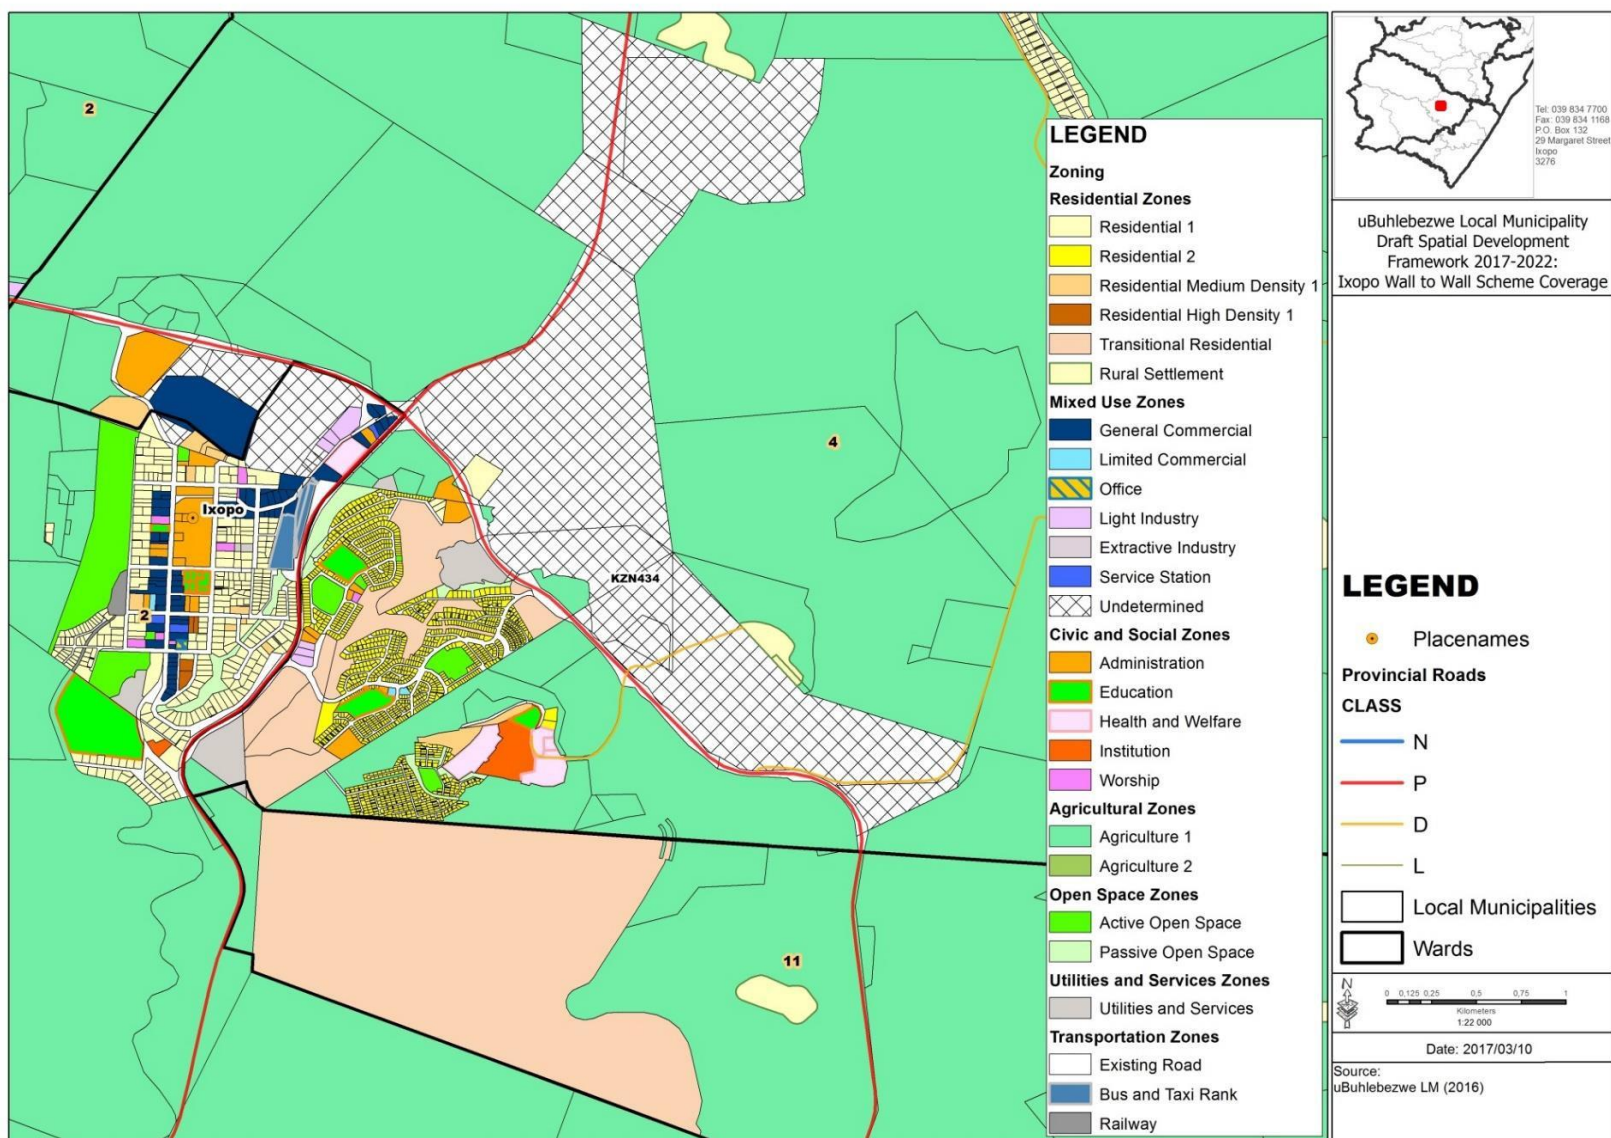 2
4
KZN434
Ixopo
2
11
LEGEND
Zoning
Residential Zones
Residential 1
Residential 2
Residential Medium Density 1
Residential High Density 1
Transitional Residential
Rural Settlement
Mixed Use Zones
General Commercial
Limited Commercial
Office
Light Industry
Extractive Industry
Service Station
Undetermined
Civic and Social Zones
Administration
Education
Health and Welfare
Institution
Worship
Agricultural Zones
Agriculture 1
Agriculture 2
Open Space Zones
Active Open Space
Passive Open Space
Utilities and Services Zones
Utilities and Services
Transportation Zones
Existing Road
Bus and Taxi Rank
Railway
Tel: 039 834 7700
Fax: 039 834 1168
P.O. Box 132
29 Margaret Street
Ixopo
3276
uBuhlebezwe Local Municipality
Draft Spatial Development
Framework 2017-2022:
Ixopo Wall to Wall Scheme Coverage
LEGEND
Placenames
Provincial Roads
CLASS
N
P
D
L
Local Municipalities
Wards
N
0 0,125 0,25 0,5 0,75 1
Kilometers
1:22 000
Date: 2017/03/10
Source:
uBuhlebezwe LM (2016)